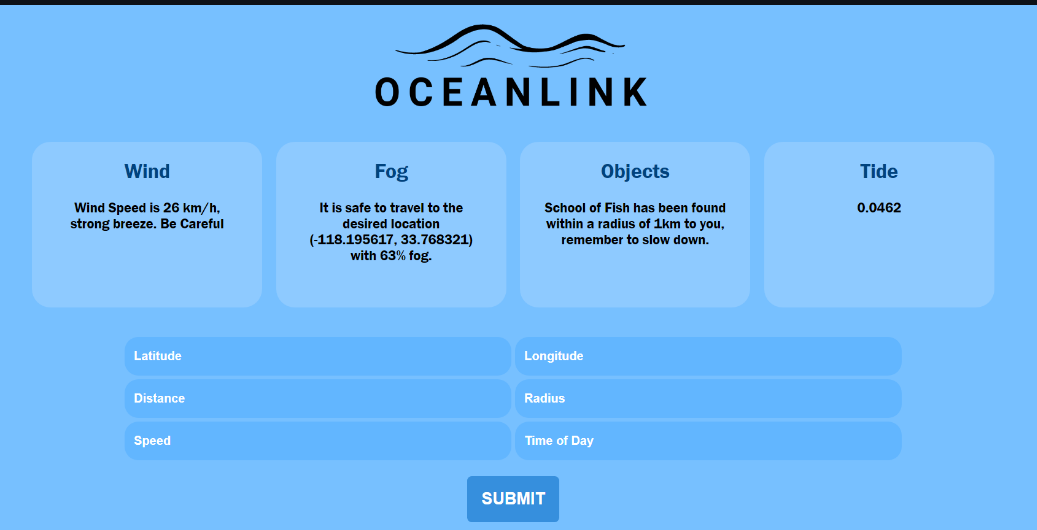 OCEANLINK
Wind
Wind Speed is 26 km/h,
strong breeze. Be Careful
Fog
It is safe to travel to the
desired location
(-118.195617, 33.768321)
with 63% fog.
Objects
School of Fish has been found
within a radius of 1km to you,
remember to slow down.
Tide
0.0462
Latitude
Longitude
Distance
Radius
Speed
Time of Day
SUBMIT